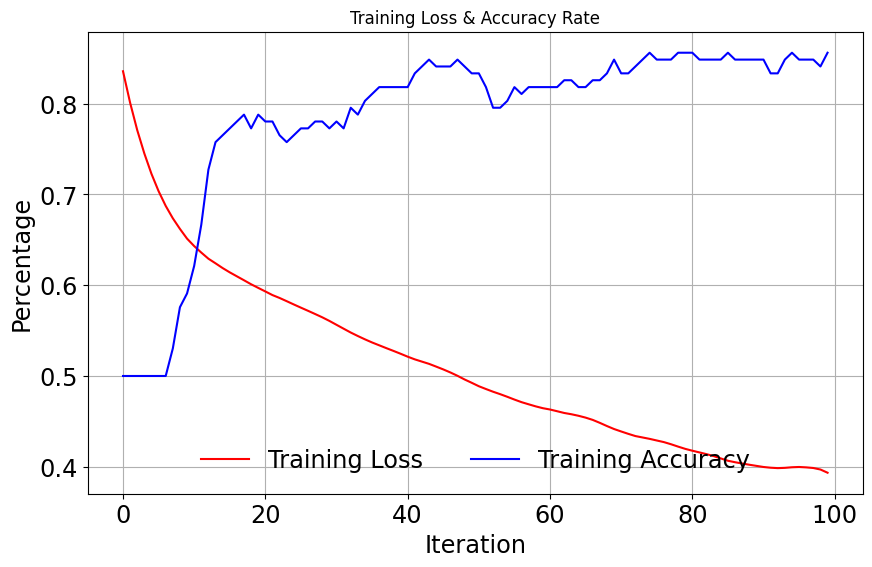 Training Loss & Accuracy Rate
0.8
0.7
0.6
0.5
0.4
Percentage
Training Loss
Training Accuracy
0 20 40 60 80 100
Iteration